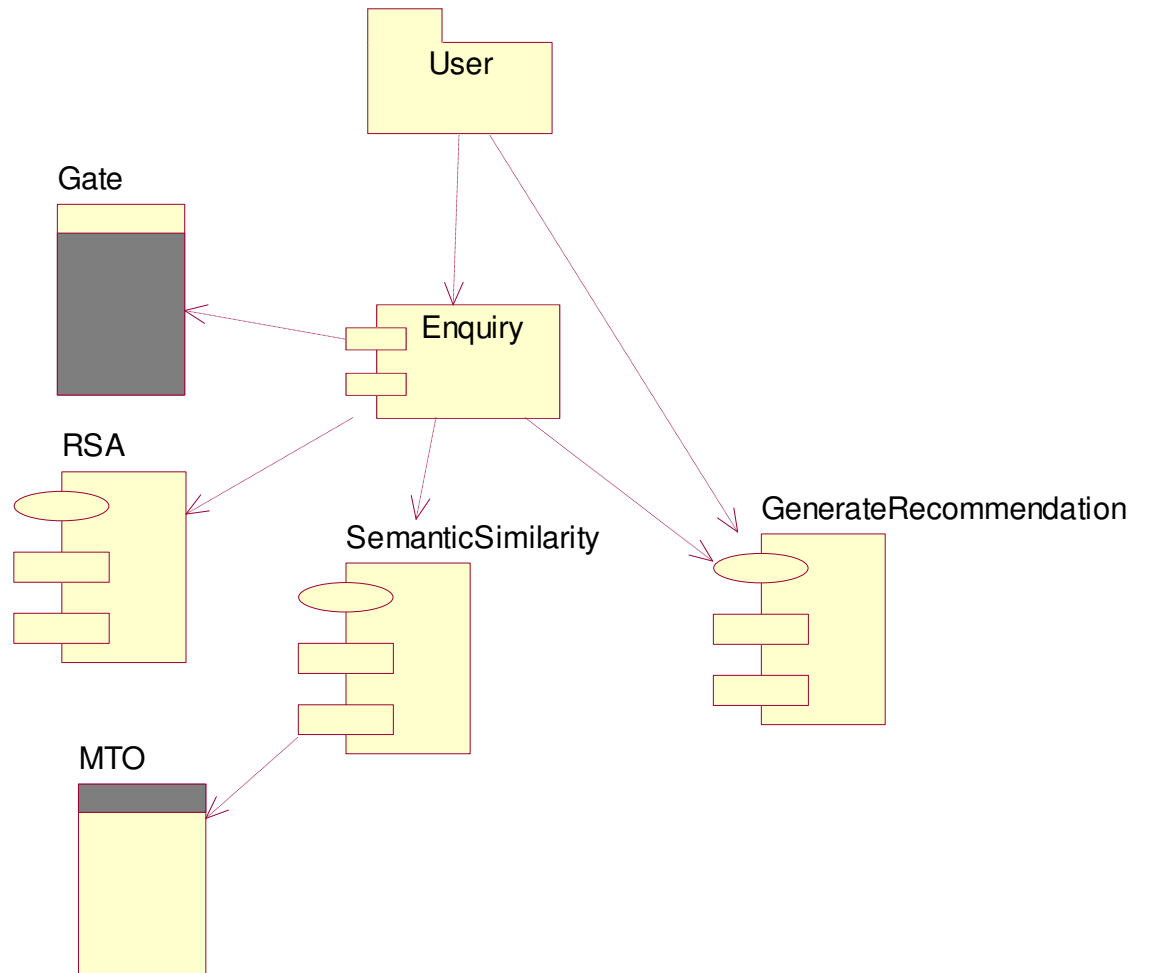 User
Gate
Enquiry
RSA
GenerateRecommendation
SemanticSimilarity
MTO